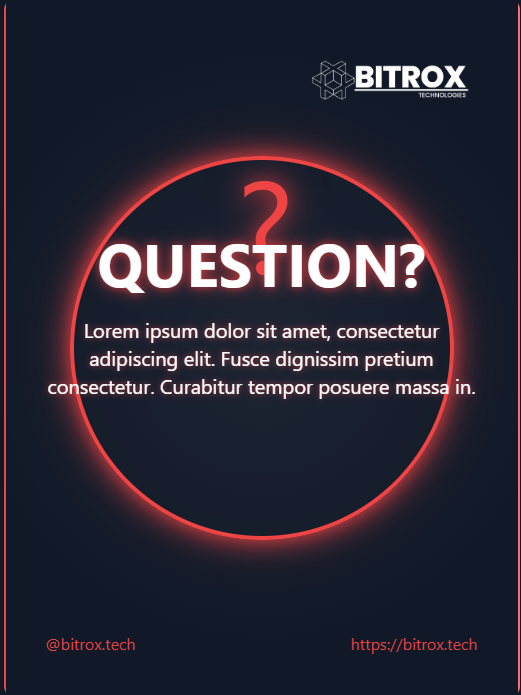 BITROX
TECHNOLOGIES
?
QUESTION?
Lorem ipsum dolor sit amet, consectetur
adipiscing elit. Fusce dignissim pretium
consectetur. Curabitur tempor posuere massa in.
@bitrox.tech https://bitrox.tech